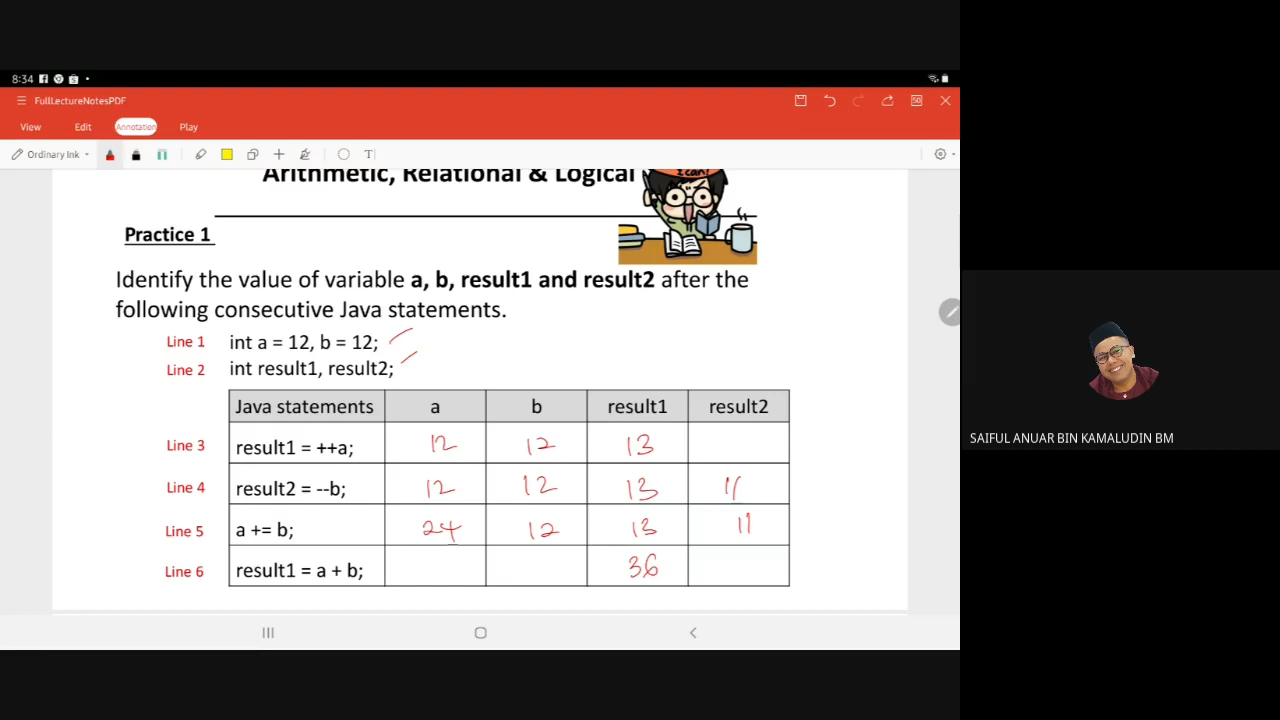 8:34
FullLectureNotesPDF
50
View Edit Annotation Play
Ordinary Ink T
Arithmetic, Relational & Logical
I can!
Practice 1
Identify the value of variable a, b, result1 and result2 after the
following consecutive Java statements.
Line 1 int a = 12, b = 12;
Line 2 int result1, result2;
Java statements a b result1 result2
Line 3 result1 = ++a; 12 12 13
Line 4 result2 = --b; 12 12 13 11
Line 5 a += b; 24 12 13 11
Line 6 result1 = a + b; 36
SAIFUL ANUAR BIN KAMALUDIN BM